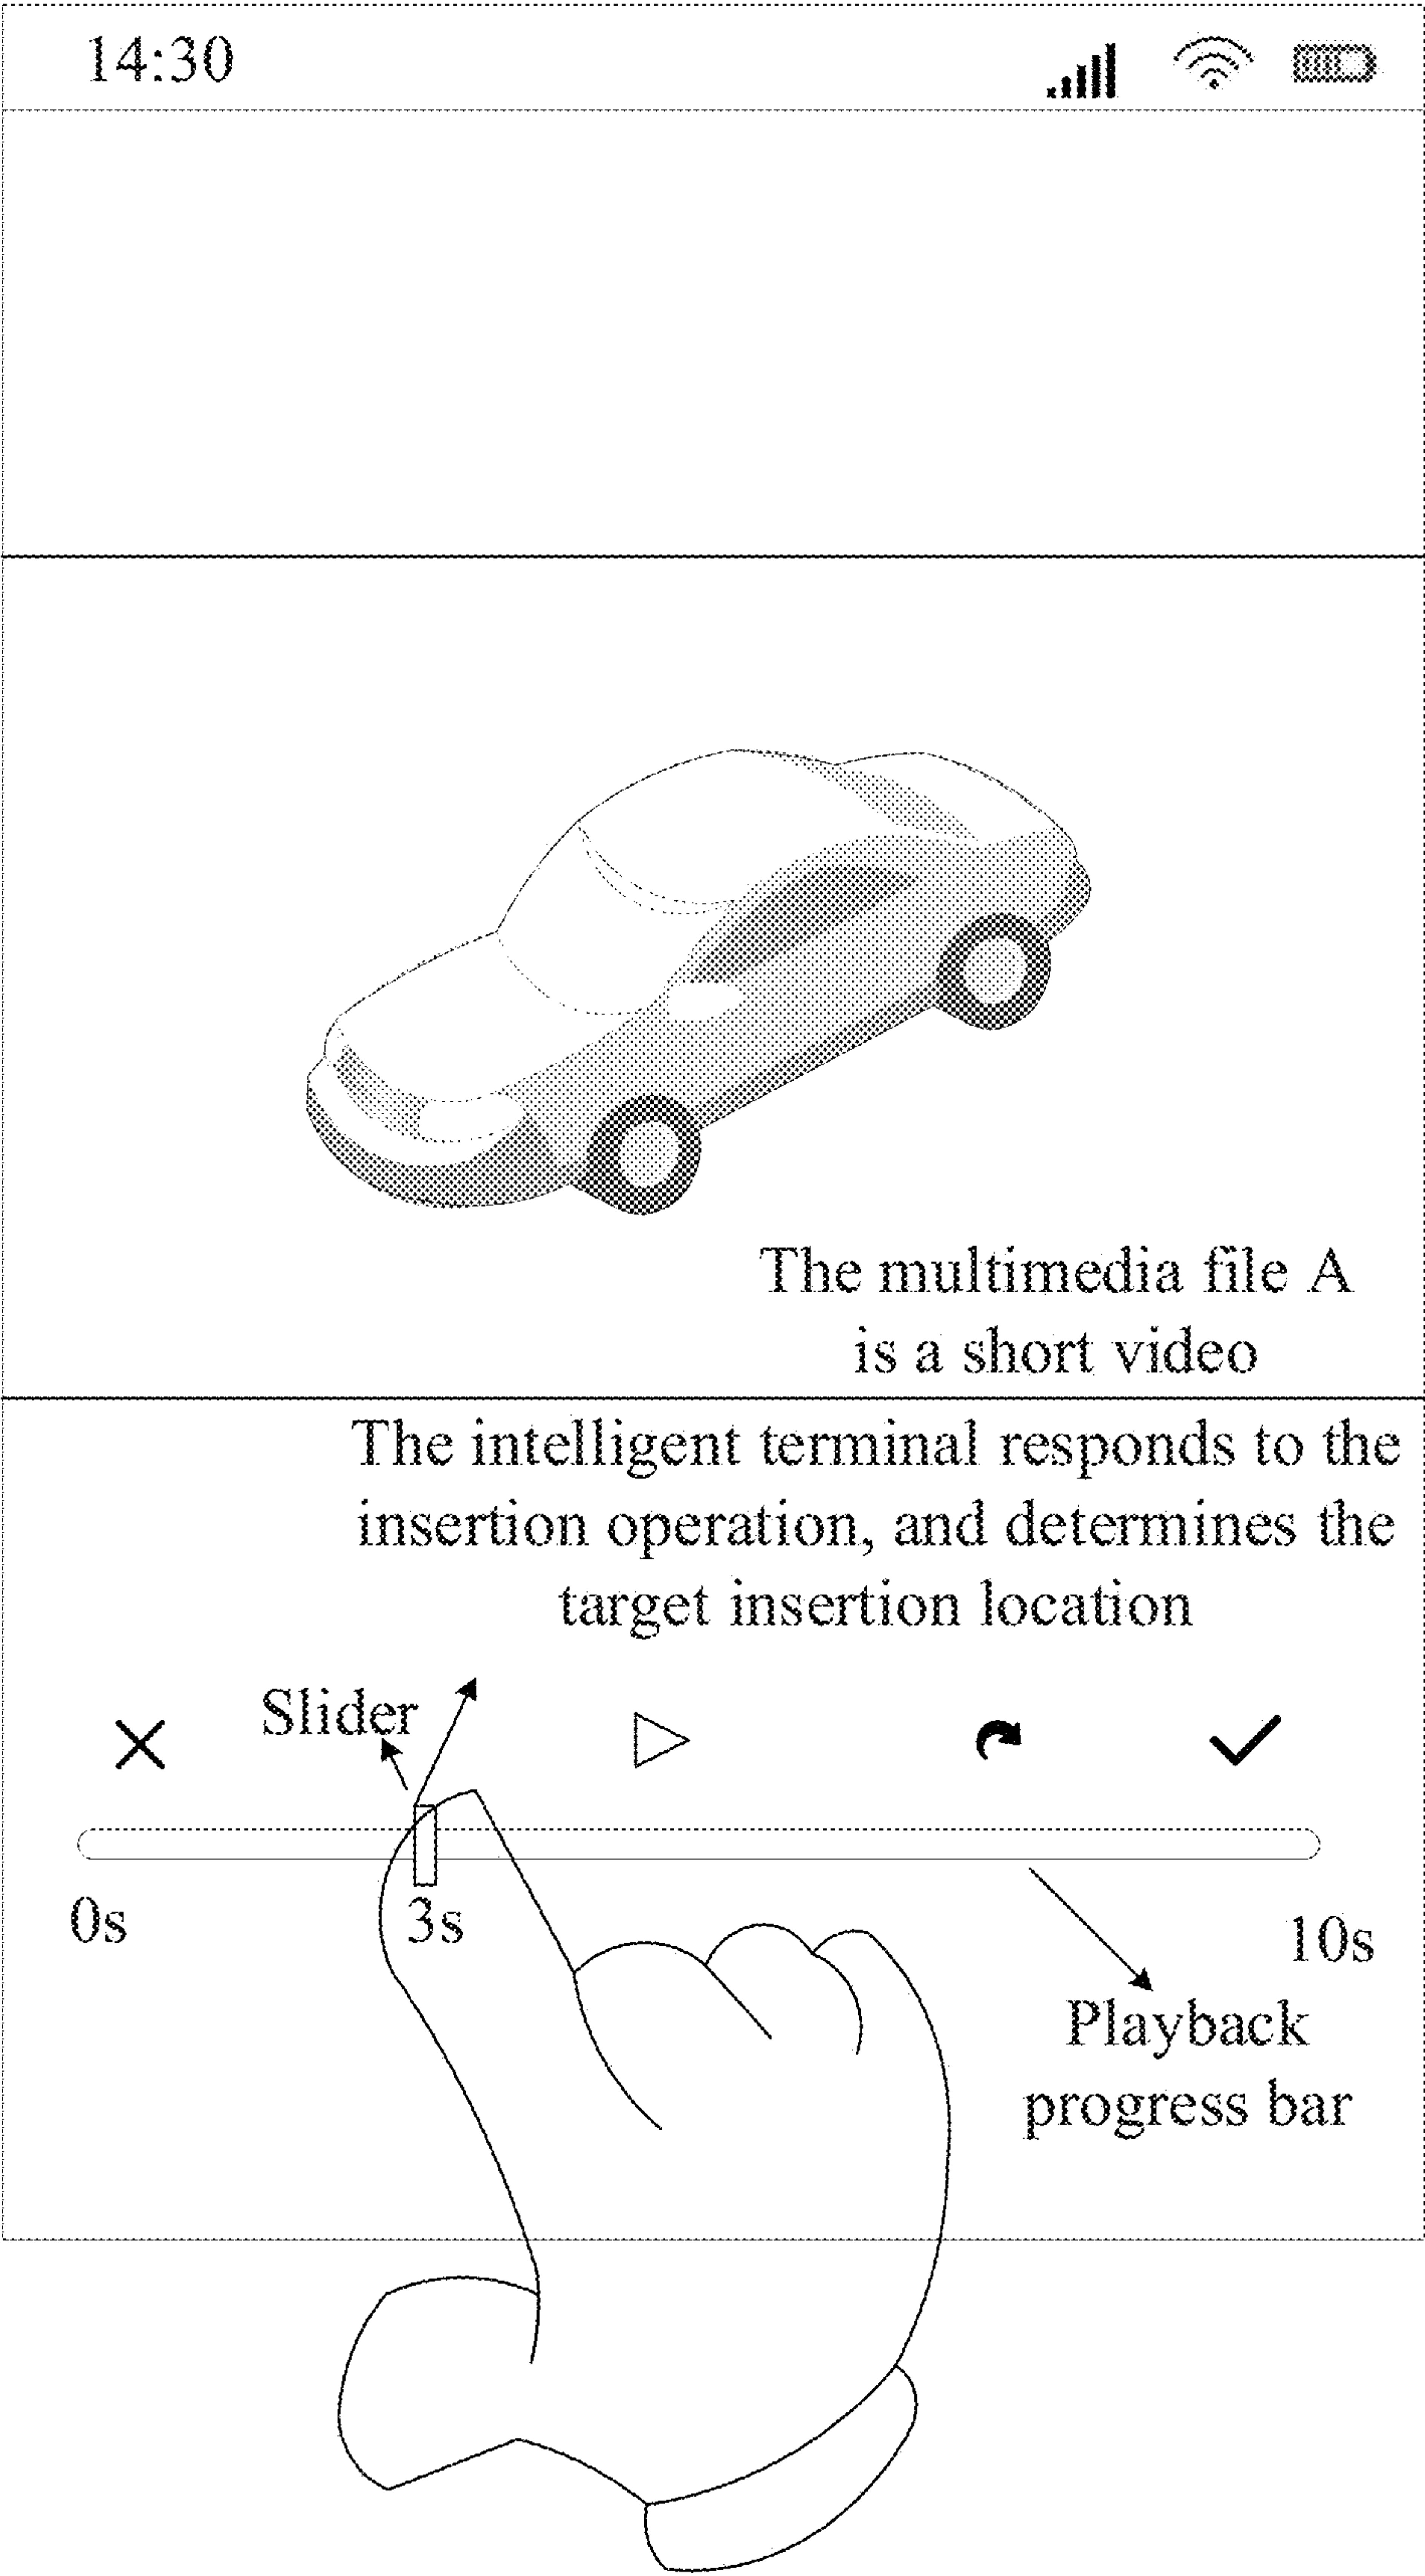 14:30
The multimedia file A
is a short video
The intelligent terminal responds to the
insertion operation, and determines the
target insertion location
Slider
0s
3s
10s
Playback
progress bar